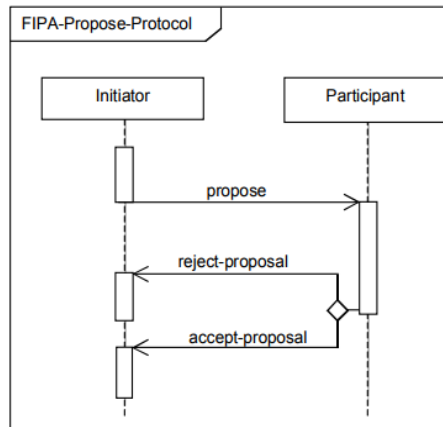 FIPA-Propose-Protocol
Initiator
Participant
propose
reject-proposal
accept-proposal